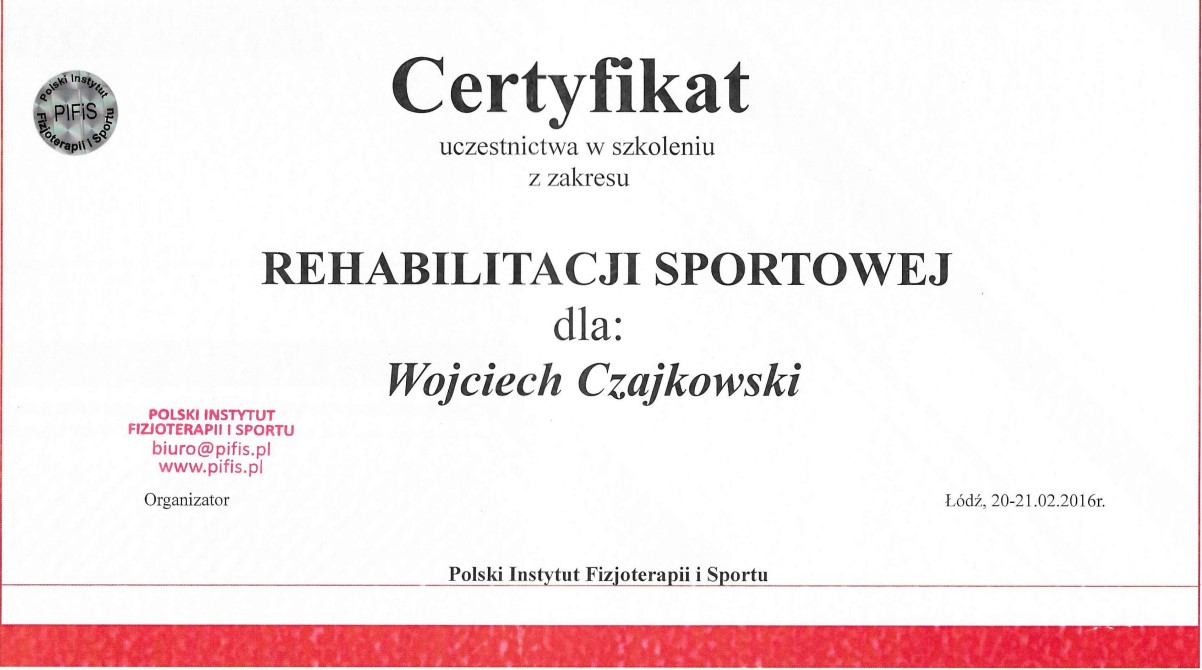 Polski Instytut
PIFiS
Fizjoterapii i Sportu
Certyfikat
uczestnictwa w szkoleniu
z zakresu
REHABILITACJI SPORTOWEJ
dla:
Wojciech Czajkowski
POLSKI INSTYTUT
FIZJOTERAPII I SPORTU
biuro@pifis.pl
www.pifis.pl
Organizator
Łódź, 20-21.02.2016r.
Polski Instytut Fizjoterapii i Sportu